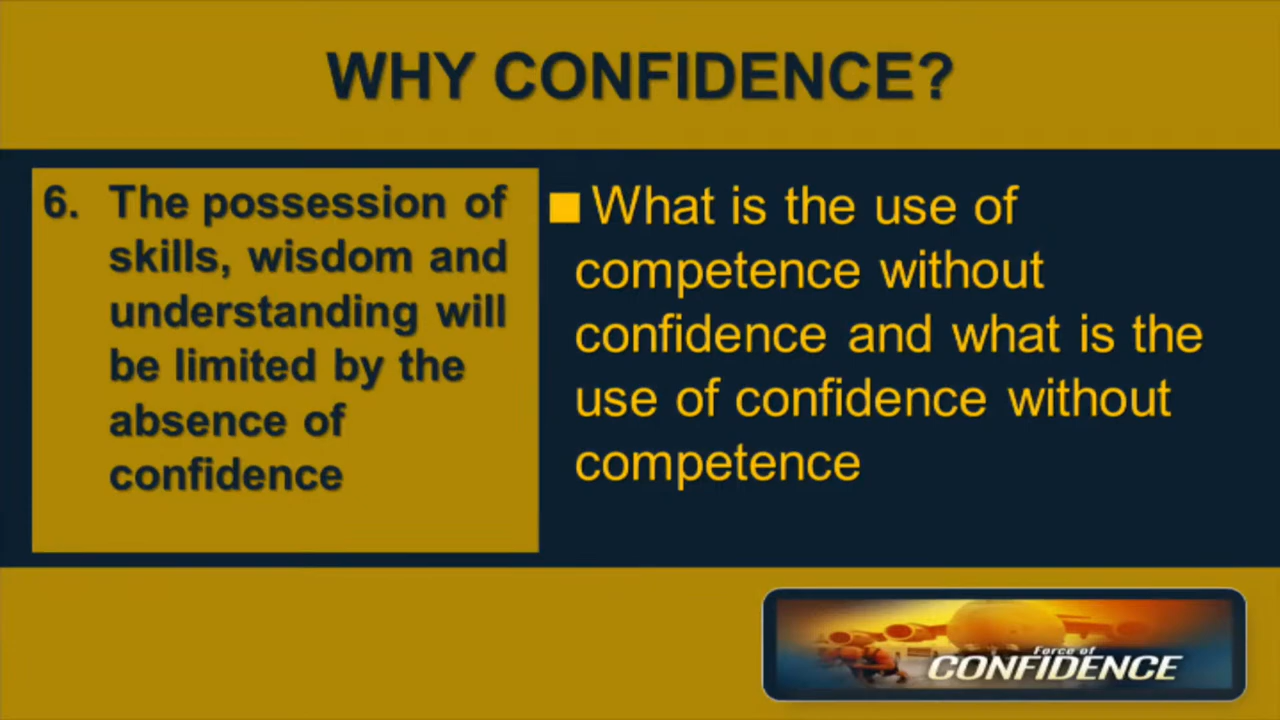 WHY CONFIDENCE?
6. The possession of
skills, wisdom and
understanding will
be limited by the
absence of
confidence
What is the use of
competence without
confidence and what is the
use of confidence without
competence
Force of
CONFIDENCE